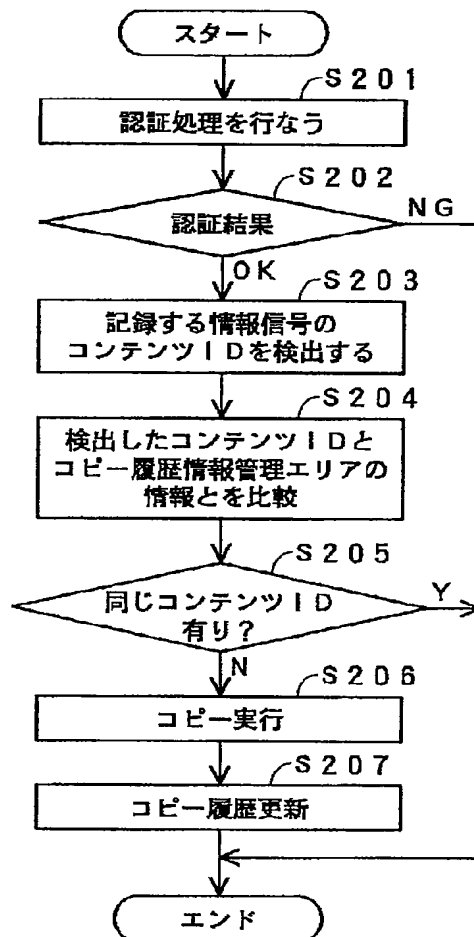 スタート
S201
認証処理を行なう
S202
認証結果
NG
OK
S203
記録する情報信号の
コンテンツID を検出する
S204
検出したコンテンツID と
コピー履歴情報管理エリアの
情報とを比較
S205
同じコンテンツID
有り?
Y
N
S206
コピー実行
S207
コピー履歴更新
エンド